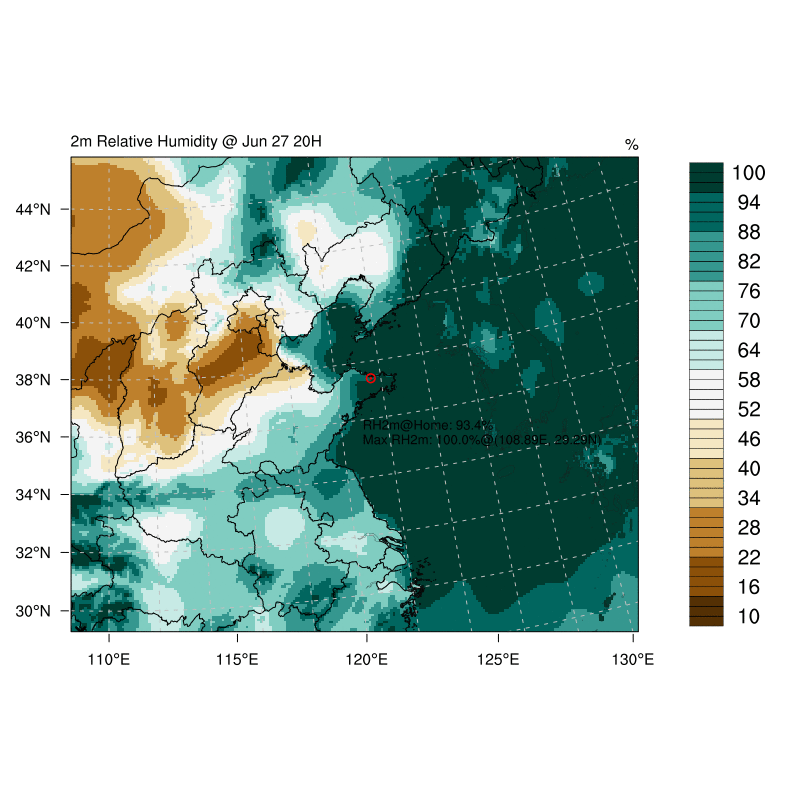 2m Relative Humidity @ Jun 27 20H
%
100
94
88
82
76
70
64
58
52
46
40
34
28
22
16
10
44°N
42°N
40°N
38°N
36°N
34°N
32°N
30°N
RH2m@Home: 93.4%
Max RH2m: 100.0%@(108.89E, 29.29N)
110°E
115°E
120°E
125°E
130°E